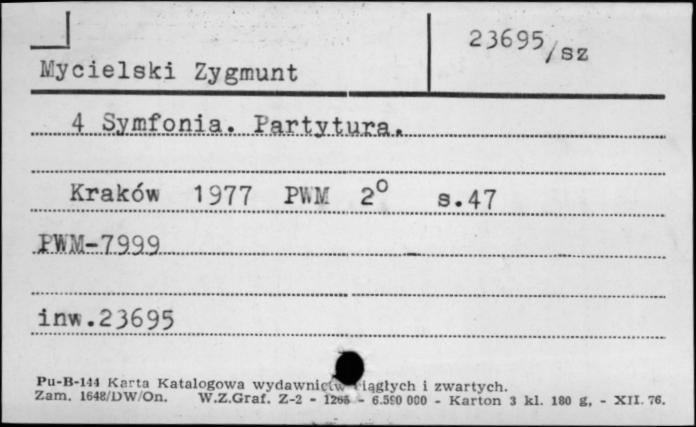 23695/sz
Mycielski Zygmunt
4 Symfonia. Partytura.
Kraków 1977 PWM 2° s.47
PWM-7999
inw.23695
Pu-B-144 Karta Katalogowa wydawnictw ciągłych i zwartych.
Zam. 1648/DW/On. W.Z.Graf. Z-2 - - 6.500 000 - Karton 3 kl. 180 g, - XII. 76.